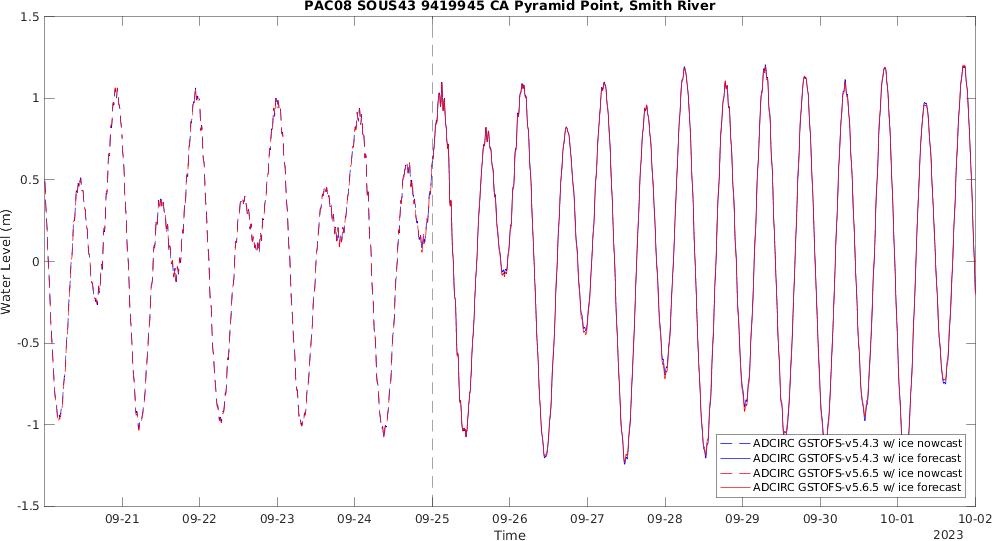 PAC08 SOUS43 9419945 CA Pyramid Point, Smith River
1.5
1
0.5
0
-0.5
-1
-1.5
Water Level (m)
ADCIRC GSTOFS-v5.4.3 w/ ice nowcast
ADCIRC GSTOFS-v5.4.3 w/ ice forecast
ADCIRC GSTOFS-v5.6.5 w/ ice nowcast
ADCIRC GSTOFS-v5.6.5 w/ ice forecast
09-21 09-22 09-23 09-24 09-25 09-26 09-27 09-28 09-29 09-30 10-01 10-02
Time
2023